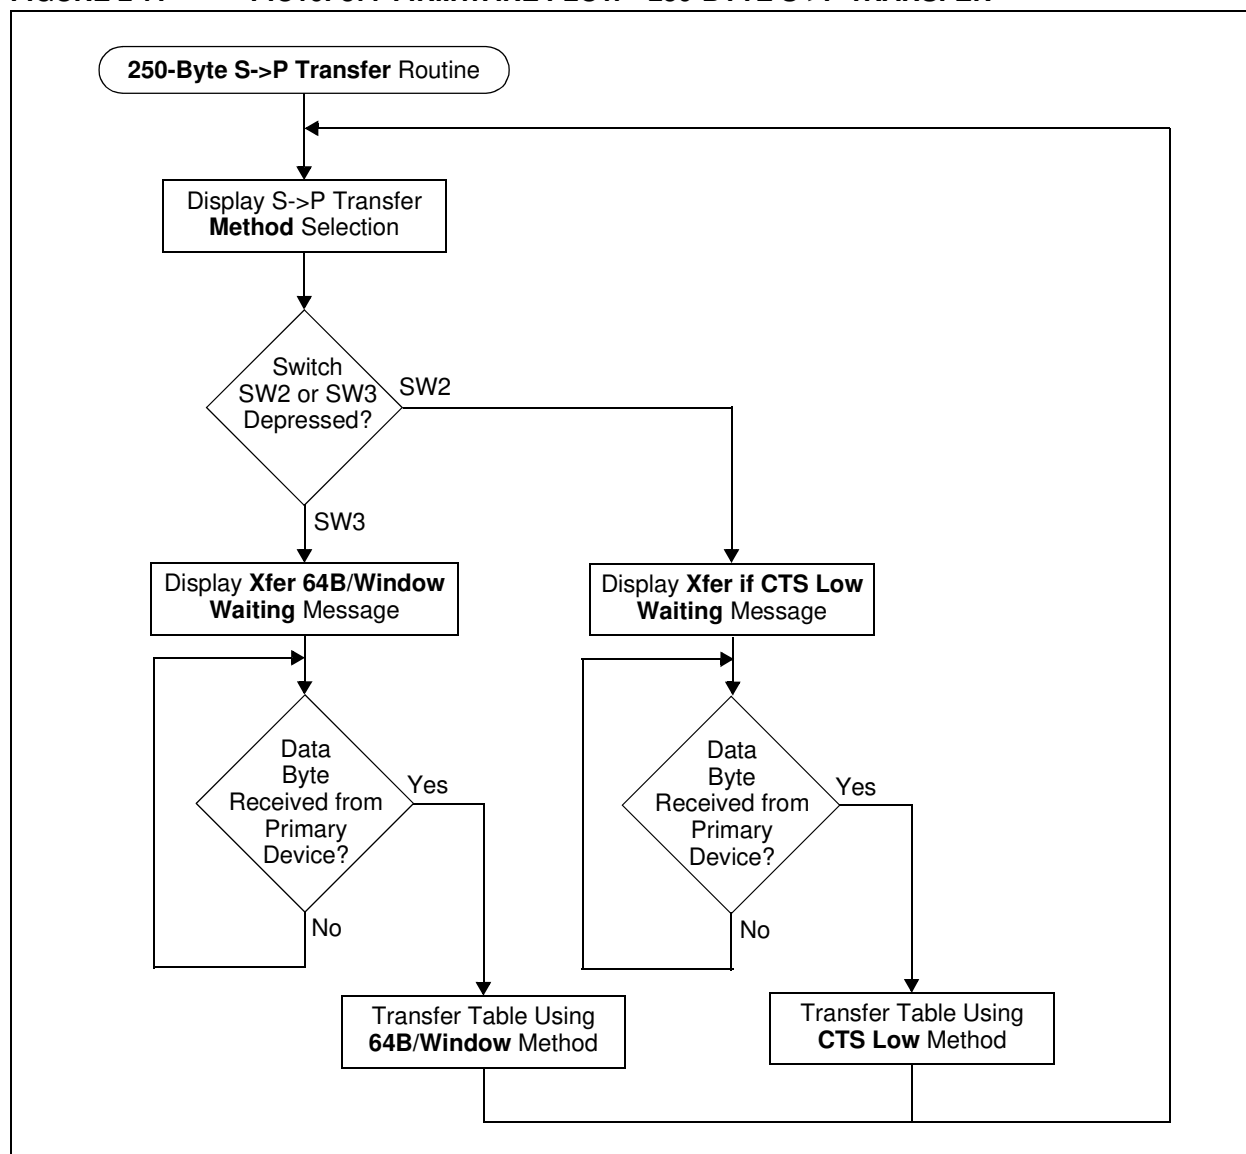 250-Byte S->P Transfer Routine
Display S->P Transfer
Method Selection
Switch
SW2 or SW3
Depressed?
SW2
SW3
Display Xfer 64B/Window
Waiting Message
Display Xfer if CTS Low
Waiting Message
Data
Byte
Received from
Primary
Device?
Yes
No
Data
Byte
Received from
Primary
Device?
Yes
No
Transfer Table Using
64B/Window Method
Transfer Table Using
CTS Low Method